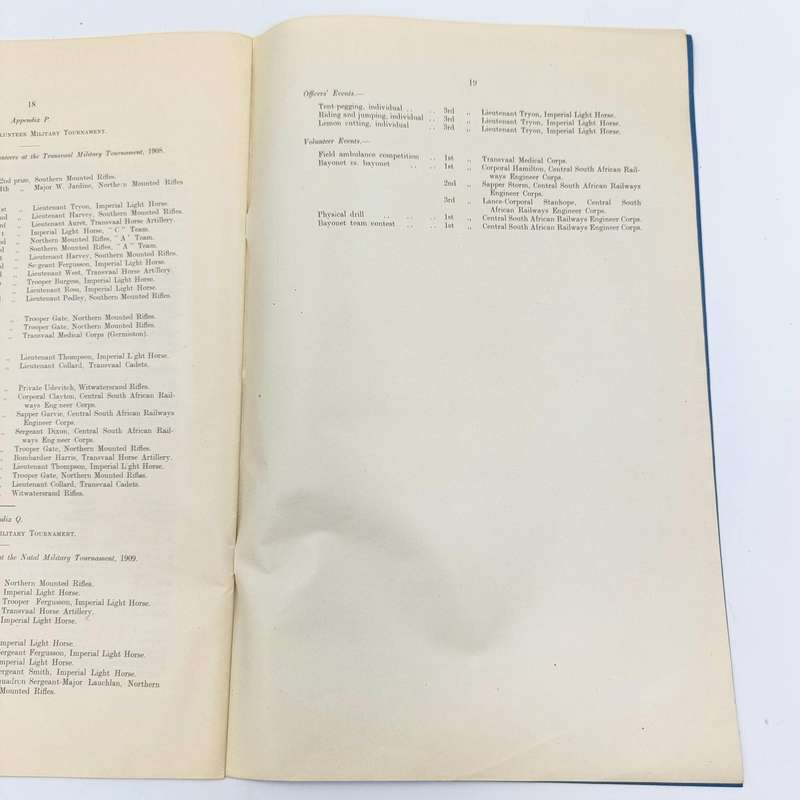 18
Appendix P.
LUNTEER MILITARY TOURNAMENT.
nteers at the Transvaal Military Tournament, 1908.
2nd prize, Southern Mounted Rifles.
4th „ Major W. Jardine, Northern Mounted Rifles
st „ Lieutenant Tryon, Imperial Light Horse.
nd „ Lieutenant Harvey, Southern Mounted Rifles.
rd „ Lieutenant Auret, Transvaal Horse Artillery.
„ Imperial Light Horse, "C" Team.
„ Northern Mounted Rifles, "A" Team.
„ Southern Mounted Rifles, "A" Team.
„ Lieutenant Harvey, Southern Mounted Rifles.
„ Sergeant Fergusson, Imperial Light Horse.
„ Lieutenant West, Transvaal Horse Artillery.
„ Trooper Burgess, Imperial Light Horse.
„ Lieutenant Ross, Imperial Light Horse.
„ Lieutenant Pedley, Southern Mounted Rifles.
„ Trooper Gate, Northern Mounted Rifles.
„ Trooper Gate, Northern Mounted Rifles.
„ Transvaal Medical Corps (Germiston).
„ Lieutenant Thompson, Imperial Light Horse.
„ Lieutenant Collard, Transvaal Cadets.
„ Private Udevitch, Witwatersrand Rifles.
„ Corporal Clayton, Central South African Rail-
ways Engineer Corps.
„ Sapper Garvie, Central South African Railways
Engineer Corps.
„ Sergeant Dixon, Central South African Rail-
ways Engineer Corps.
„ Trooper Gate, Northern Mounted Rifles.
„ Bombardier Harris, Transvaal Horse Artillery.
Lieutenant Thompson, Imperial Light Horse.
Trooper Gate, Northern Mounted Rifles.
Lieutenant Collard, Transvaal Cadets.
Witwatersrand Rifles.
dix Q.
ILITARY TOURNAMENT.
at the Natal Military Tournament, 1909.
Northern Mounted Rifles.
Imperial Light Horse.
Trooper Fergusson, Imperial Light Horse.
Transvaal Horse Artillery.
Imperial Light Horse.
mperial Light Horse.
ergeant Fergusson, Imperial Light Horse.
mperial Light Horse.
ergeant Smith, Imperial Light Horse.
quadron Sergeant-Major Lauchlan, Northern
Mounted Rifles.
19
Officers' Events.—
Tent-pegging, individual .. .. 3rd „ Lieutenant Tryon, Imperial Light Horse.
Riding and jumping, individual .. 3rd „ Lieutenant Tryon, Imperial Light Horse.
Lemon cutting, individual .. 3rd „ Lieutenant Tryon, Imperial Light Horse.
Volunteer Events.—
Field ambulance competition .. 1st „ Transvaal Medical Corps.
Bayonet vs. bayonet .. .. 1st „ Corporal Hamilton, Central South African Rail-
ways Engineer Corps.
2nd „ Sapper Storm, Central South African Railways
Engineer Corps.
3rd „ Lance-Corporal Stanhope, Central South
African Railways Engineer Corps.
Physical drill .. .. .. 1st „ Central South African Railways Engineer Corps.
Bayonet team contest .. .. 1st „ Central South African Railways Engineer Corps.